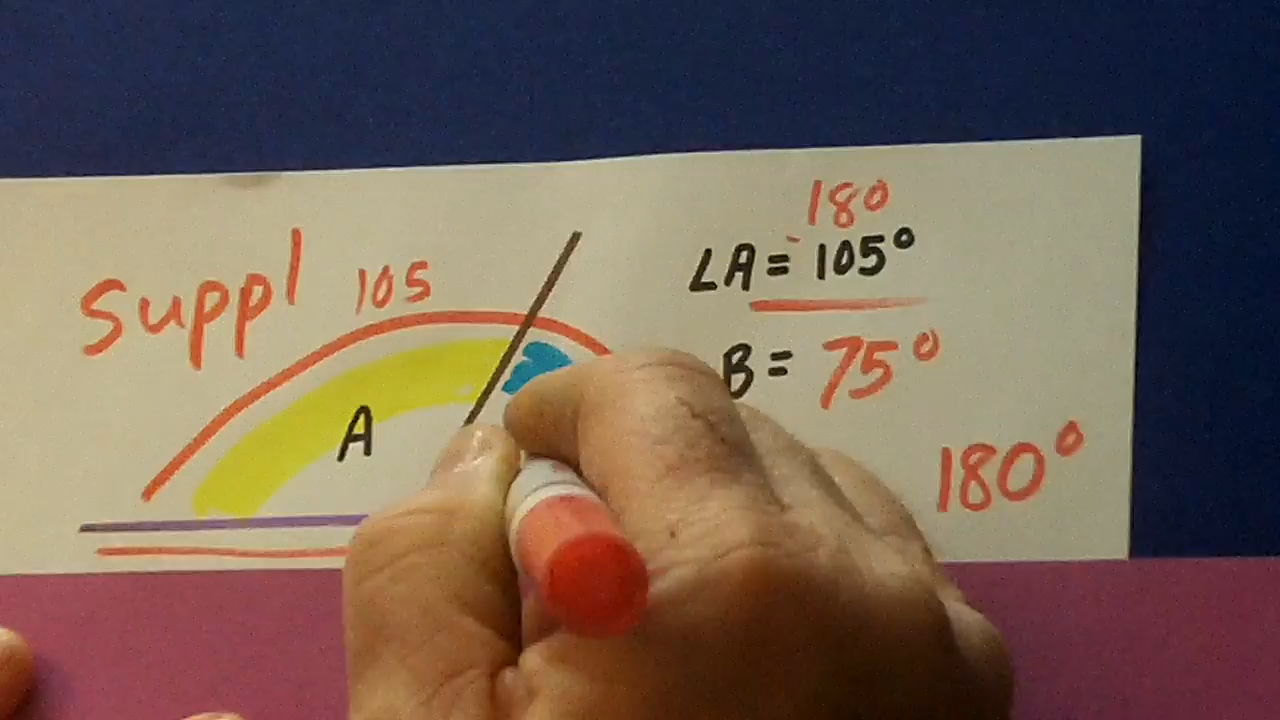 Suppl
105
A
180
∠A = 105°
B = 75°
180°